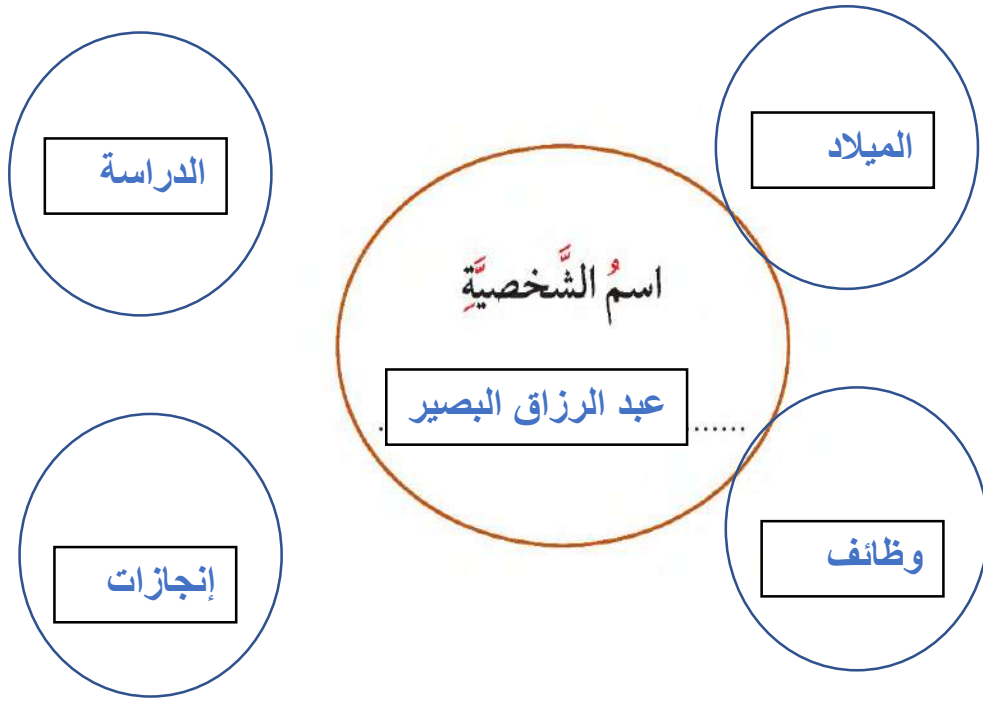 الميلاد
الدراسة
اسمُ الشَّخصيَّةِ
عبد الرزاق البصير
. ......
وظائف
إنجازات